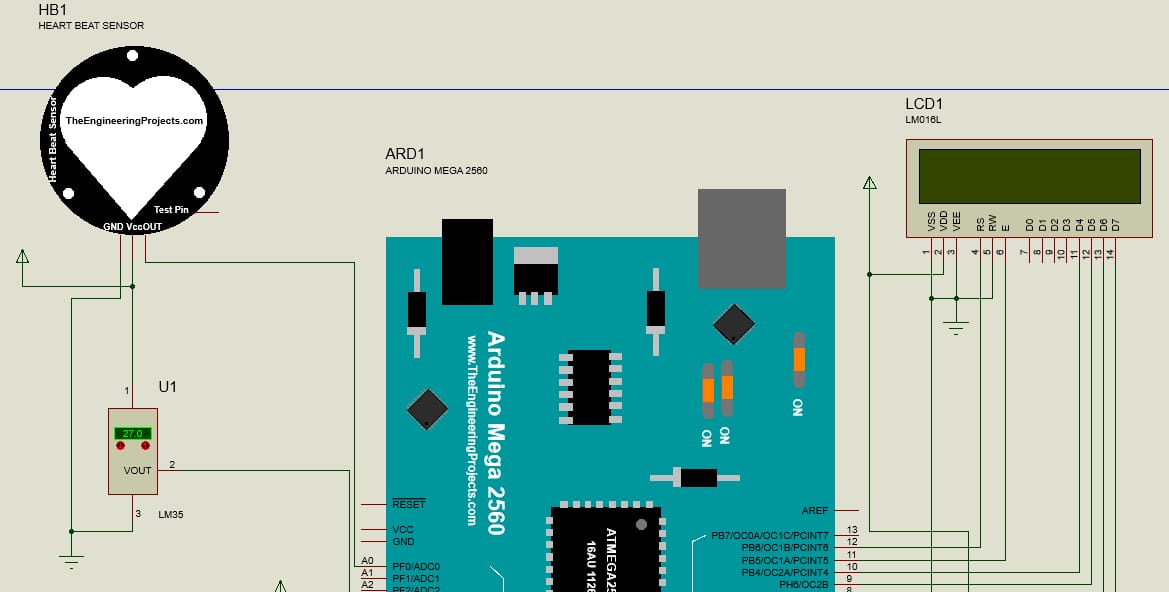 HB1
HEART BEAT SENSOR
Heart Beat Sensor
TheEngineeringProjects.com
Test Pin
GND VccOUT
U1
1
27.0
VOUT
2
3
LM35
ARD1
ARDUINO MEGA 2560
Arduino Mega 2560
www.TheEngineeringProjects.com
ON
ON
ON
RESET
VCC
GND
A0
A1
A2
PF0/ADC0
PF1/ADC1
PF2/ADC2
16AU 1126
AREF
PB7/OC0A/OC1C/PCINT7
PB6/OC1B/PCINT6
PB5/OC1A/PCINT5
PB4/OC2A/PCINT4
PH6/OC2B
13
12
11
10
9
8
LCD1
LM016L
VSS
VDD
VEE
RS
RW
E
D0
D1
D2
D3
D4
D5
D6
D7
1
2
3
4
5
6
7
8
9
10
11
12
13
14